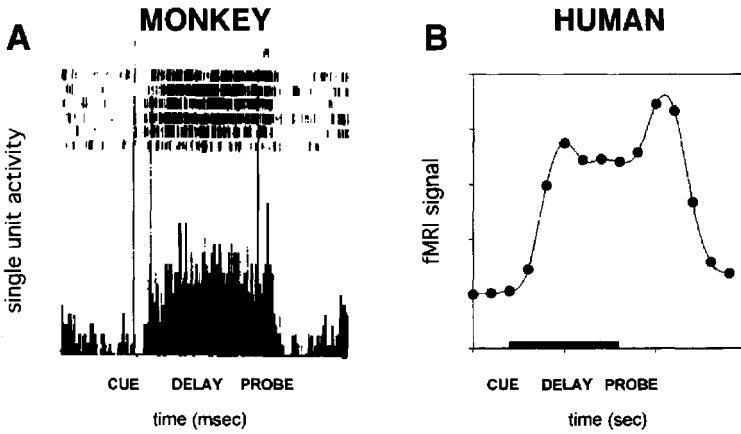 MONKEY
A
single unit activity
CUE DELAY PROBE
time (msec)
HUMAN
B
fMRI signal
CUE DELAY PROBE
time (sec)